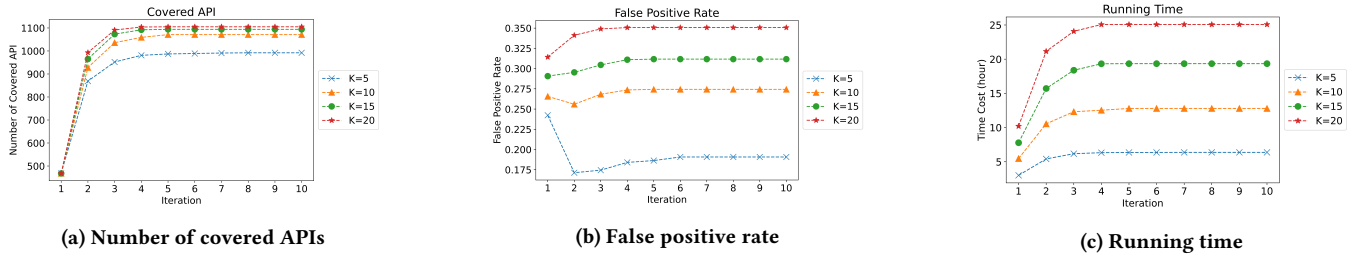 Covered API
Number of Covered API
1100
1000
900
800
700
600
500
1 2 3 4 5 6 7 8 9 10
Iteration
K=5
K=10
K=15
K=20
(a) Number of covered APIs
False Positive Rate
False Positive Rate
0.350
0.325
0.300
0.275
0.250
0.225
0.200
0.175
1 2 3 4 5 6 7 8 9 10
Iteration
K=5
K=10
K=15
K=20
(b) False positive rate
Running Time
Time Cost (hour)
25
20
15
10
5
1 2 3 4 5 6 7 8 9 10
Iteration
K=5
K=10
K=15
K=20
(c) Running time